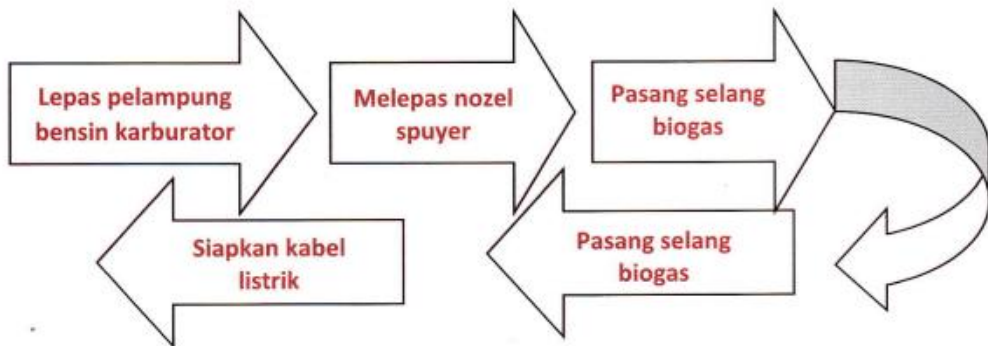 Lepas pelampung
bensin karburator
Melepas nozel
spuyer
Pasang selang
biogas
Pasang selang
biogas
Siapkan kabel
listrik